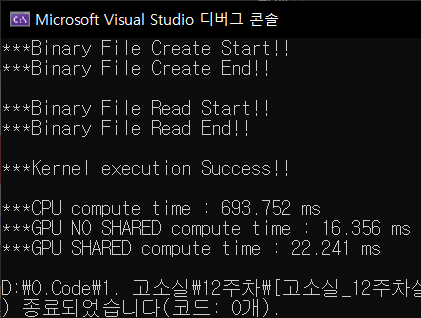 Microsoft Visual Studio 디버그 콘솔
***Binary File Create Start!!
***Binary File Create End!!
***Binary File Read Start!!
***Binary File Read End!!
***Kernel execution Success!!
***CPU compute time : 693.752 ms
***GPU NO SHARED compute time : 16.356 ms
***GPU SHARED compute time : 22.241 ms
D:\0.Code\1. 고소실\12주차\[고소실_12주차실
) 종료되었습니다(코드: 0개).